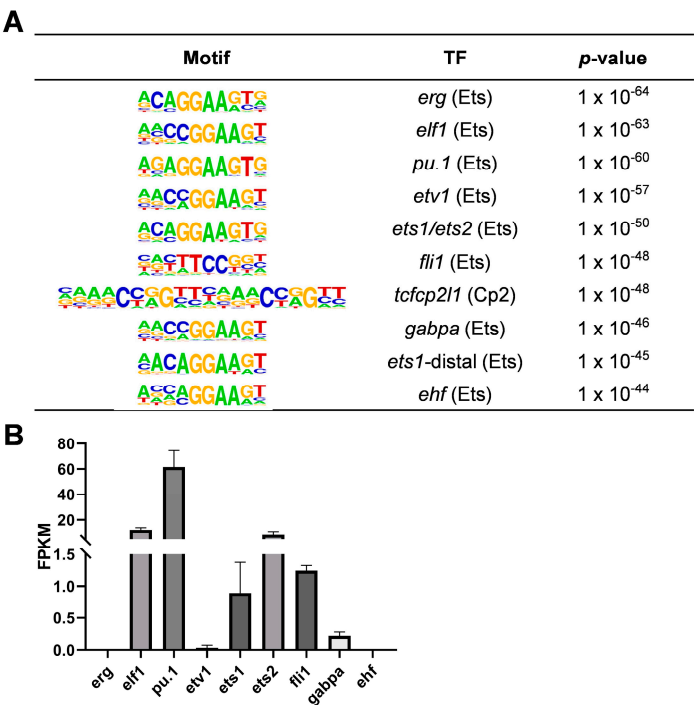 A
Motif TF p-value
erg (Ets) 1 x 10-64
elf1 (Ets) 1 x 10-63
pu.1 (Ets) 1 x 10-60
etv1 (Ets) 1 x 10-57
ets1/ets2 (Ets) 1 x 10-50
fli1 (Ets) 1 x 10-48
tcfcp2l1 (Cp2) 1 x 10-48
gabpa (Ets) 1 x 10-46
ets1-distal (Ets) 1 x 10-45
ehf (Ets) 1 x 10-44
B
FPKM
80
60
40
20
1.5
1.0
0.5
0.0
erg elf1 pu.1 etv1 ets1 ets2 fli1 gabpa ehf